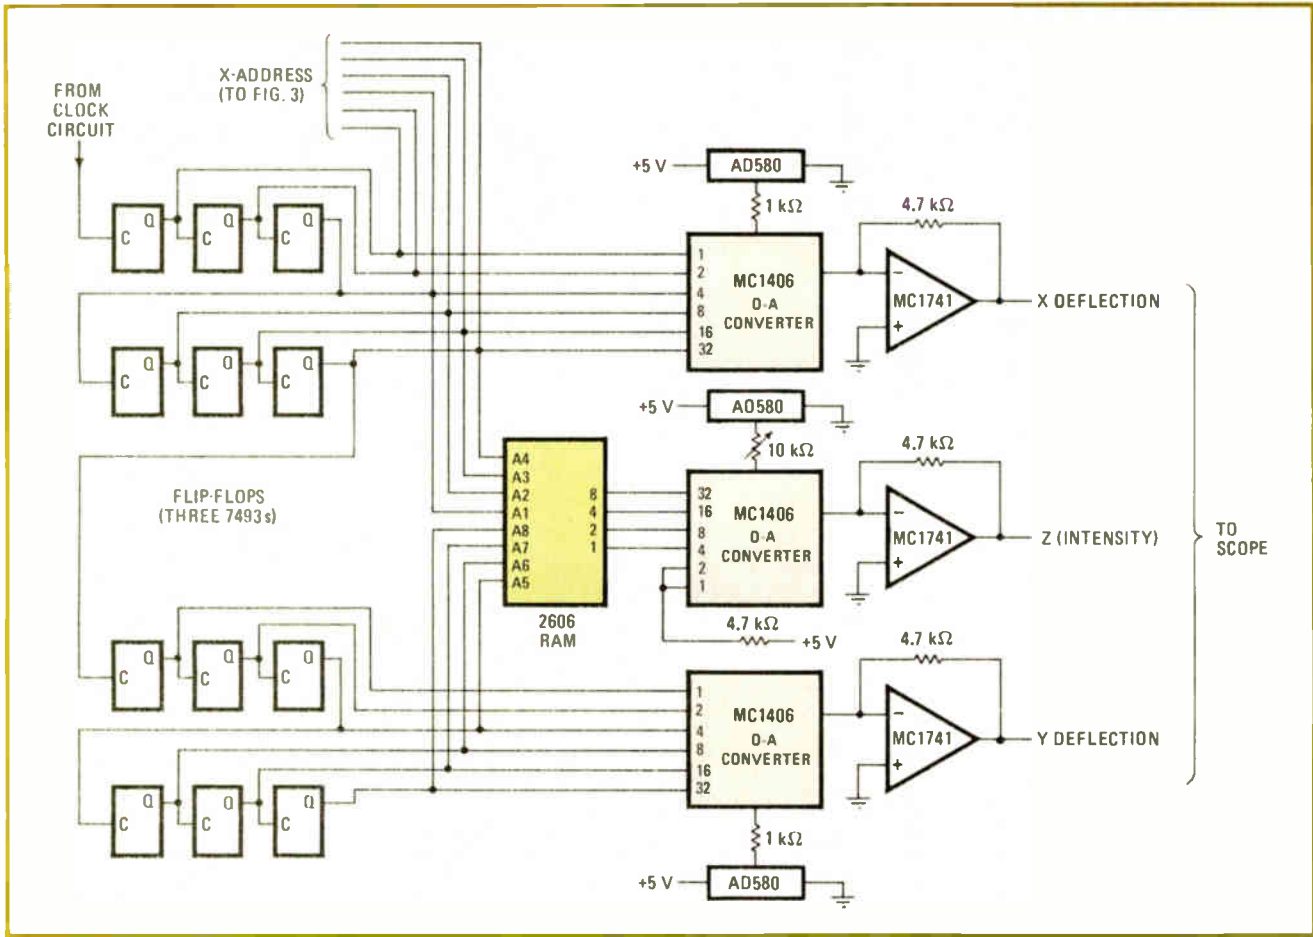 X-ADDRESS
(TO FIG. 3)
FROM
CLOCK
CIRCUIT
Q
Q
Q
C
C
C
Q
Q
Q
C
C
C
+5 V
AD580
1 kΩ
4.7 kΩ
1
2
4
8
16
32
MC1406
D-A
CONVERTER
−
MC1741
+
X DEFLECTION
+5 V
AD580
10 kΩ
4.7 kΩ
FLIP-FLOPS
(THREE 7493s)
A4
A3
A2
A1
A8
A7
A6
A5
8
4
2
1
2606
RAM
32
16
8
4
2
1
MC1406
D-A
CONVERTER
−
MC1741
+
Z (INTENSITY)
TO
SCOPE
4.7 kΩ
+5 V
4.7 kΩ
Q
Q
Q
C
C
C
Q
Q
Q
C
C
C
1
2
4
8
16
32
MC1406
D-A
CONVERTER
−
MC1741
+
Y DEFLECTION
1 kΩ
+5 V
AD580